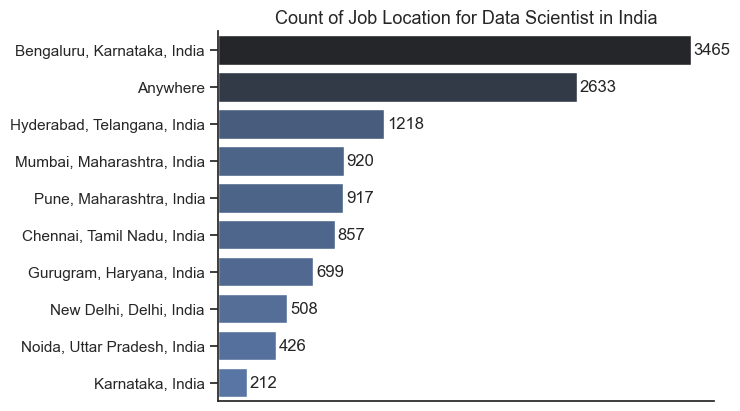 Count of Job Location for Data Scientist in India
Bengaluru, Karnataka, India 3465
Anywhere 2633
Hyderabad, Telangana, India 1218
Mumbai, Maharashtra, India 920
Pune, Maharashtra, India 917
Chennai, Tamil Nadu, India 857
Gurugram, Haryana, India 699
New Delhi, Delhi, India 508
Noida, Uttar Pradesh, India 426
Karnataka, India 212